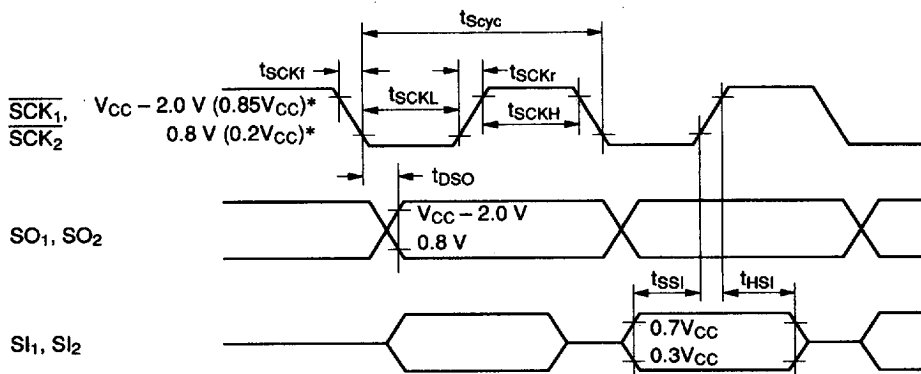 tScyc
tSCKf tSCKr
tSCKL tSCKH
SCK1, VCC − 2.0 V (0.85VCC)*
SCK2 0.8 V (0.2VCC)*
tDSO
SO1, SO2 VCC − 2.0 V
0.8 V
tSSI tHSI
SI1, SI2 0.7VCC
0.3VCC